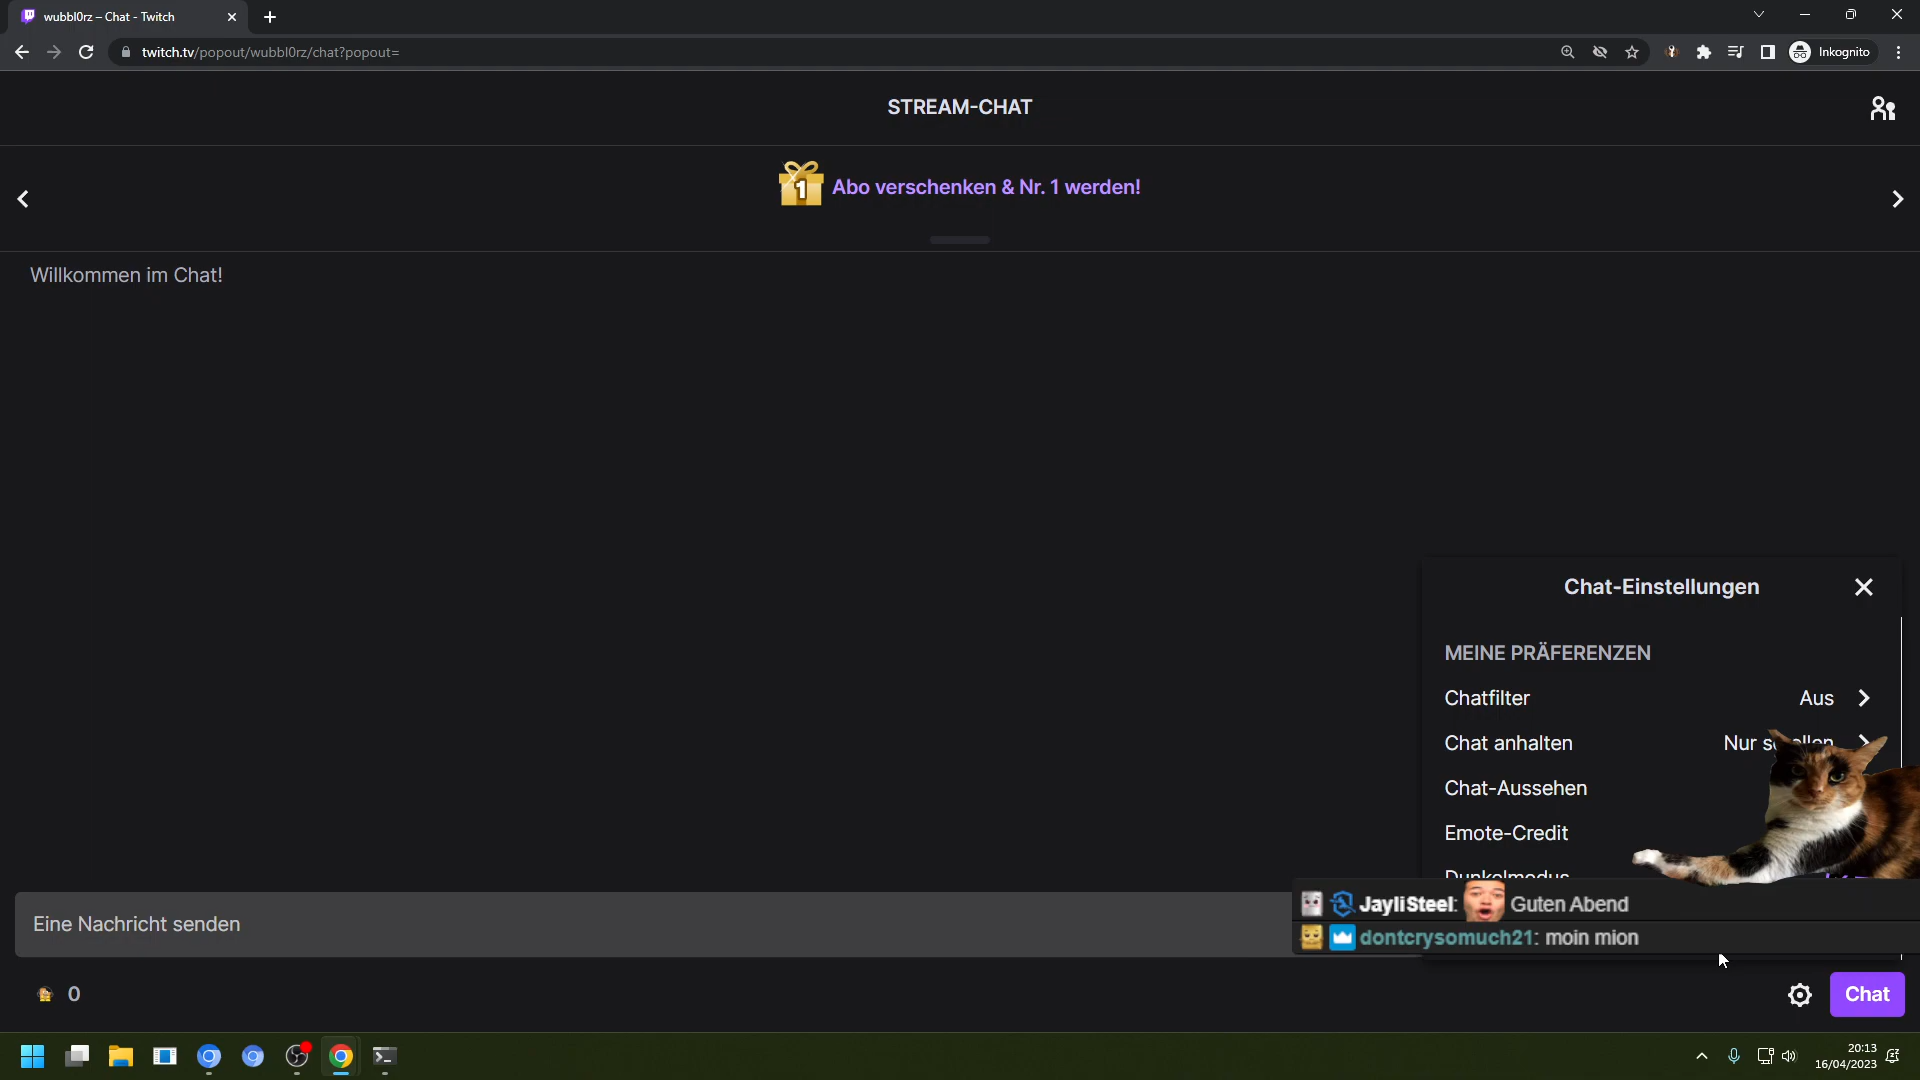 wubbl0rz – Chat - Twitch
twitch.tv/popout/wubbl0rz/chat?popout=
Inkognito
STREAM-CHAT
1
Abo verschenken & Nr. 1 werden!
Willkommen im Chat!
Chat-Einstellungen
MEINE PRÄFERENZEN
Chatfilter Aus
Chat anhalten Nur
Chat-Aussehen
Emote-Credit
Dunkelmodus
Eine Nachricht senden
JayliSteel: Guten Abend
dontcrysomuch21: moin mion
0
Chat
20:13
16/04/2023